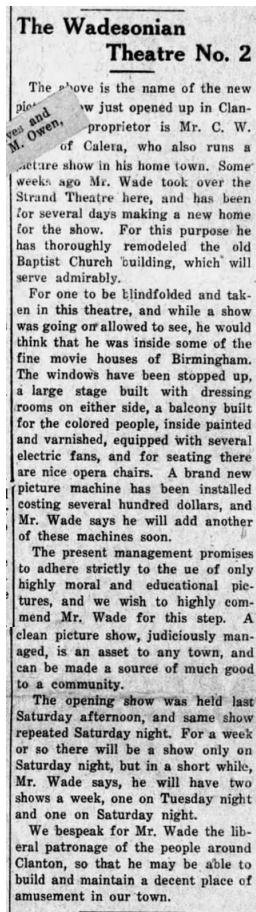 The Wadesonian
Theatre No. 2
The above is the name of the new
w just opened up in Clan-
proprietor is Mr. C. W.
of Calera, who also runs a
picture show in his home town. Some
weeks ago Mr. Wade took over the
Strand Theatre here, and has been
for several days making a new home
for the show. For this purpose he
has thoroughly remodeled the old
Baptist Church building, which will
serve admirably.
For one to be blindfolded and tak-
en in this theatre, and while a show
was going on allowed to see, he would
think that he was inside some of the
fine movie houses of Birmingham.
The windows have been stopped up,
a large stage built with dressing
rooms on either side, a balcony built
for the colored people, inside painted
and varnished, equipped with several
electric fans, and for seating there
are nice opera chairs. A brand new
picture machine has been installed
costing several hundred dollars, and
Mr. Wade says he will add another
of these machines soon.
The present management promises
to adhere strictly to the ue of only
highly moral and educational pic-
tures, and we wish to highly com-
mend Mr. Wade for this step. A
clean picture show, judiciously man-
aged, is an asset to any town, and
can be made a source of much good
to a community.
The opening show was held last
Saturday afternoon, and same show
repeated Saturday night. For a week
or so there will be a show only on
Saturday night, but in a short while,
Mr. Wade says, he will have two
shows a week, one on Tuesday night
and one on Saturday night.
We bespeak for Mr. Wade the lib-
eral patronage of the people around
Clanton, so that he may be able to
build and maintain a decent place of
amusement in our town.
ves and
M. Owen,